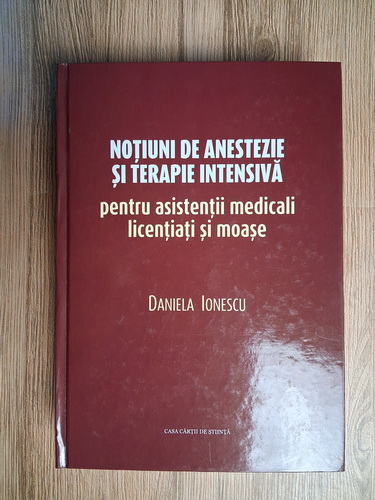 NOȚIUNI DE ANESTEZIE
ȘI TERAPIE INTENSIVĂ
pentru asistenții medicali
licențiați și moașe
DANIELA IONESCU
CASA CĂRȚII DE ȘTIINȚĂ